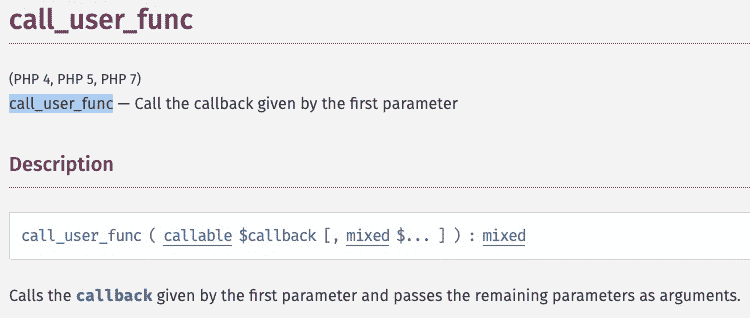 call_user_func
(PHP 4, PHP 5, PHP 7)
call_user_func — Call the callback given by the first parameter
Description
call_user_func ( callable $callback [, mixed $... ] ) : mixed
Calls the callback given by the first parameter and passes the remaining parameters as arguments.